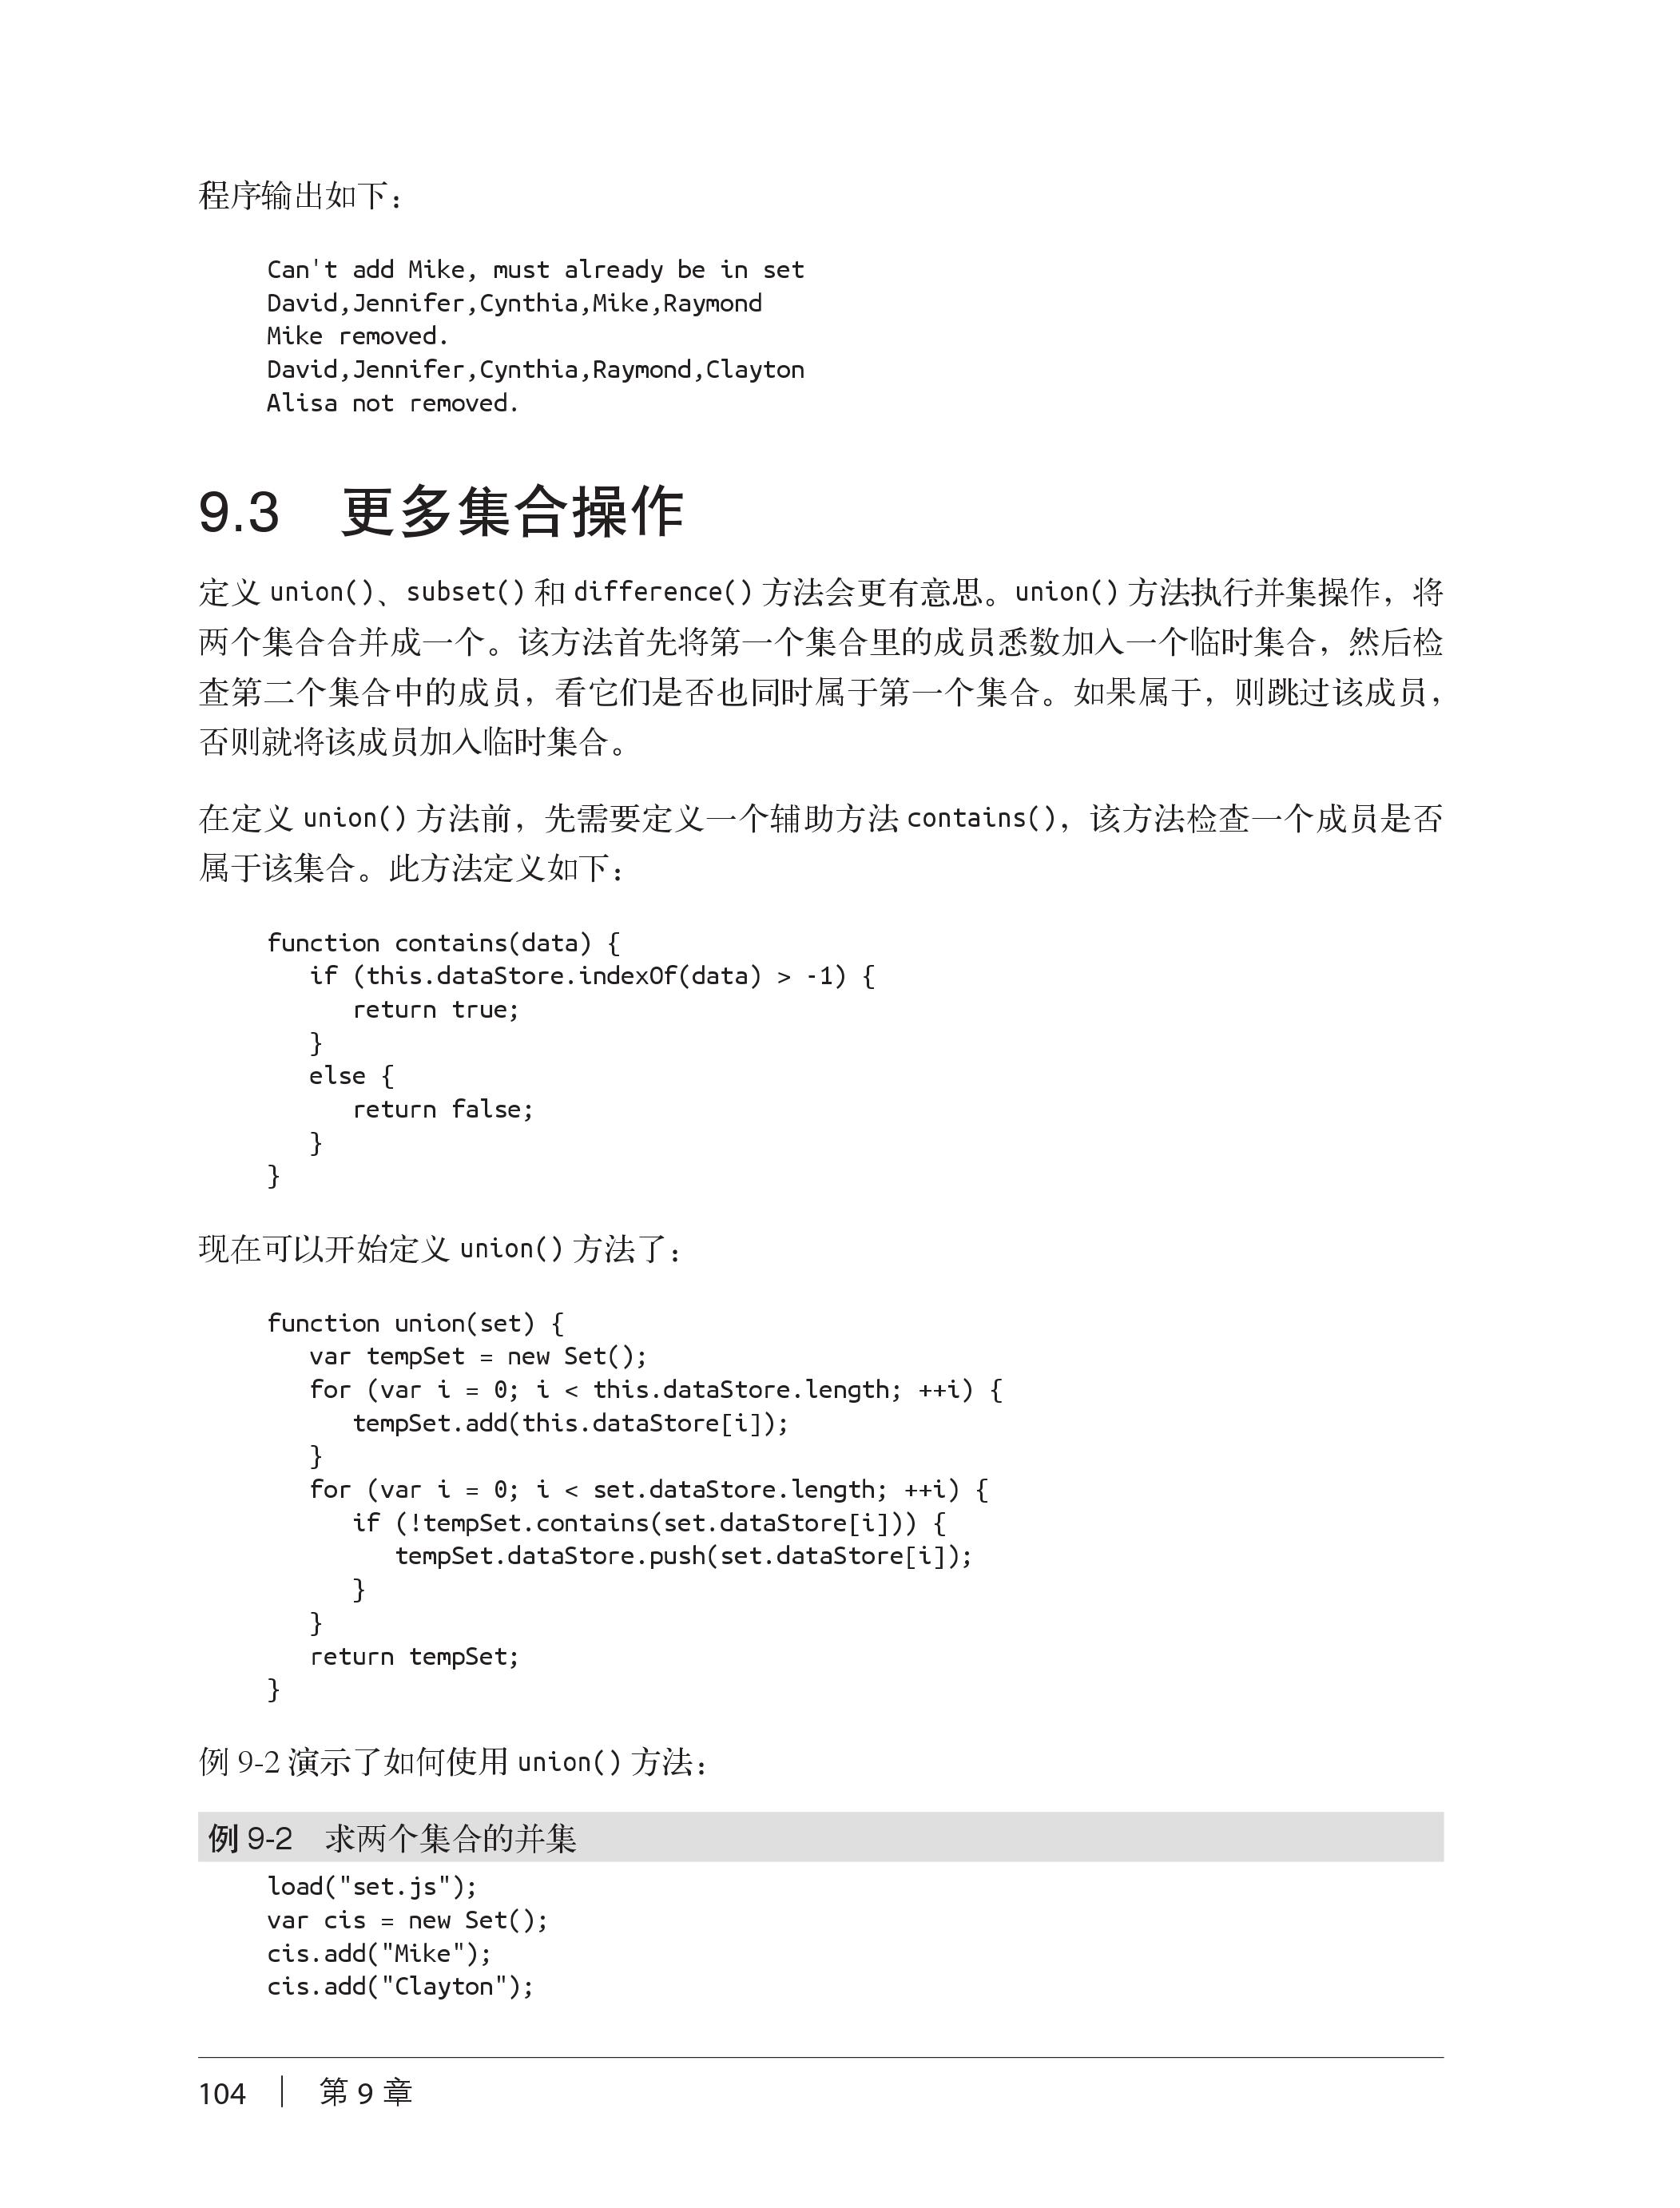 程序输出如下：
Can't add Mike, must already be in set
David,Jennifer,Cynthia,Mike,Raymond
Mike removed.
David,Jennifer,Cynthia,Raymond,Clayton
Alisa not removed.
9.3 更多集合操作
定义 union()、subset() 和 difference() 方法会更有意思。union() 方法执行并集操作，将
两个集合合并成一个。该方法首先将第一个集合里的成员悉数加入一个临时集合，然后检
查第二个集合中的成员，看它们是否也同时属于第一个集合。如果属于，则跳过该成员，
否则就将该成员加入临时集合。
在定义 union() 方法前，先需要定义一个辅助方法 contains()，该方法检查一个成员是否
属于该集合。此方法定义如下：
function contains(data) {
   if (this.dataStore.indexOf(data) > -1) {
      return true;
   }
   else {
      return false;
   }
}
现在可以开始定义 union() 方法了：
function union(set) {
   var tempSet = new Set();
   for (var i = 0; i < this.dataStore.length; ++i) {
      tempSet.add(this.dataStore[i]);
   }
   for (var i = 0; i < set.dataStore.length; ++i) {
      if (!tempSet.contains(set.dataStore[i])) {
         tempSet.dataStore.push(set.dataStore[i]);
      }
   }
   return tempSet;
}
例 9-2 演示了如何使用 union() 方法：
例 9-2 求两个集合的并集
load("set.js");
var cis = new Set();
cis.add("Mike");
cis.add("Clayton");
104 | 第 9 章